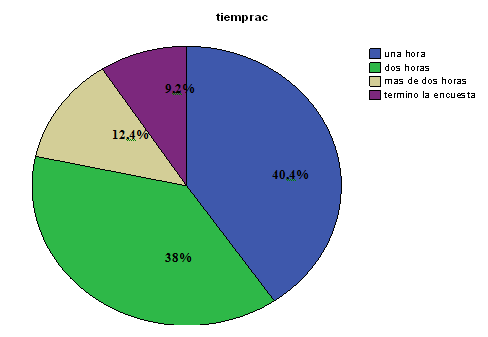 tiemprac
una hora
dos horas
mas de dos horas
termino la encuesta
9.2%
12.4%
40.4%
38%